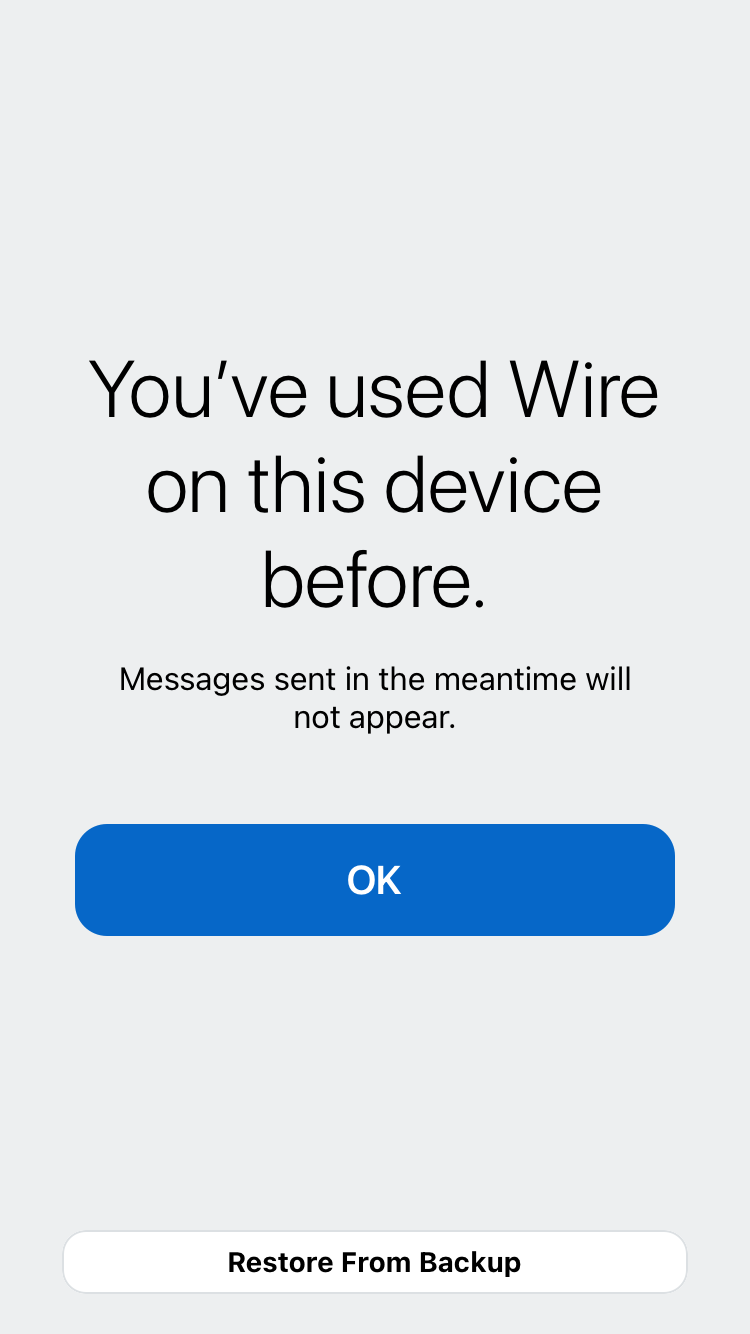 You’ve used Wire
on this device
before.
Messages sent in the meantime will
not appear.
OK
Restore From Backup